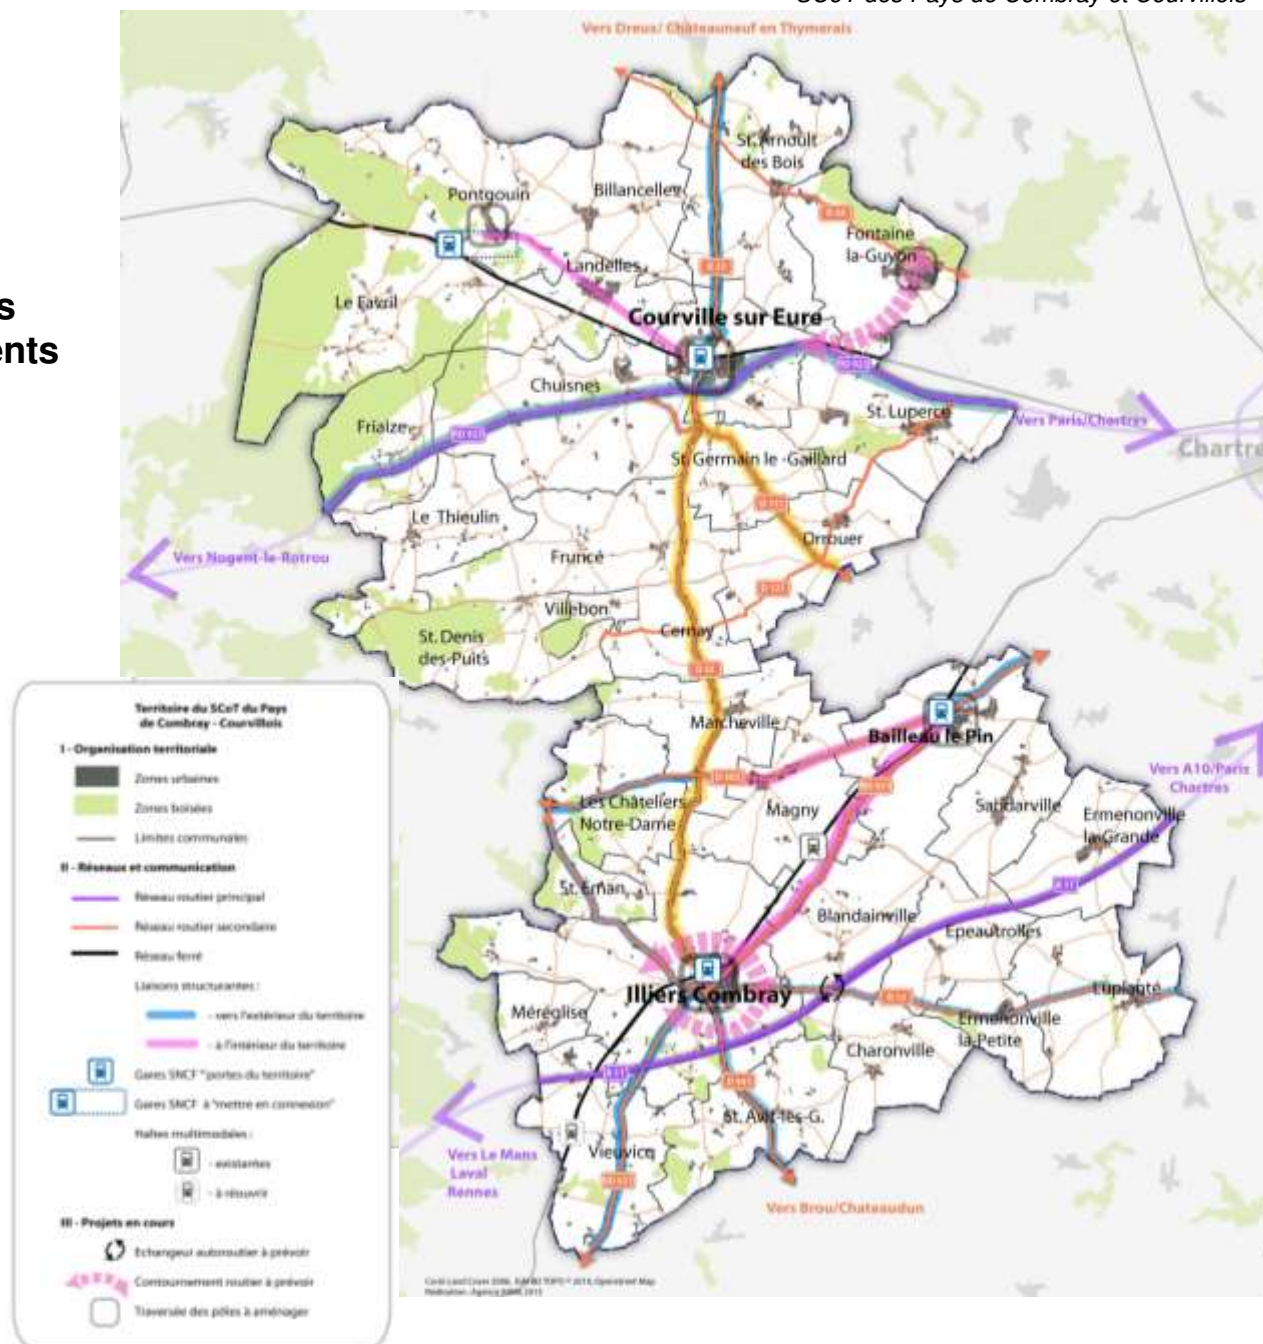 SCoT des Pays de Combray et Courvillois
Vers Dreux/ Châteauneuf en Thymerais
St. Arnoult
des Bois
Pontgouin
Billancelles
Fontaine
la-Guyon
Landelles
Le Favril
Courville sur Eure
Chuisnes
St. Luperce
Vers Paris/Chartres
Chartre
Friaize
RD 923
St. Germain le -Gaillard
Le Thieulin
Orrouer
Fruncé
Vers Nogent-le-Rotrou
Villebon
Cernay
St. Denis
des-Puits
Marcheville
Bailleau le Pin
Vers A10/Paris
Chartres
Les Châteliers
Notre-Dame
Magny
Sandarville
Ermenonville
la-Grande
St. Eman
Blandainville
Epeautrolles
A 11
Illiers Combray
Luplanté
Méréglise
Ermenonville
la-Petite
Charonville
A 11
St. Avit-les-G.
Vers Le Mans
Laval
Rennes
Vieuvicq
Vers Brou/Chateaudun
s
ents
Territoire du SCoT du Pays
de Combray - Courvillois
I - Organisation territoriale
Zones urbaines
Zones boisées
Limites communales
II - Réseaux et communication
Réseau routier principal
Réseau routier secondaire
Réseau ferré
Liaisons structurantes :
- vers l'extérieur du territoire
- à l'intérieur du territoire
Gares SNCF "portes du territoire"
Gares SNCF à "mettre en connexion"
Haltes multimodales :
- existantes
- à réouvrir
III - Projets en cours
Echangeur autoroutier à prévoir
Contournement routier à prévoir
Traversée des pôles à aménager